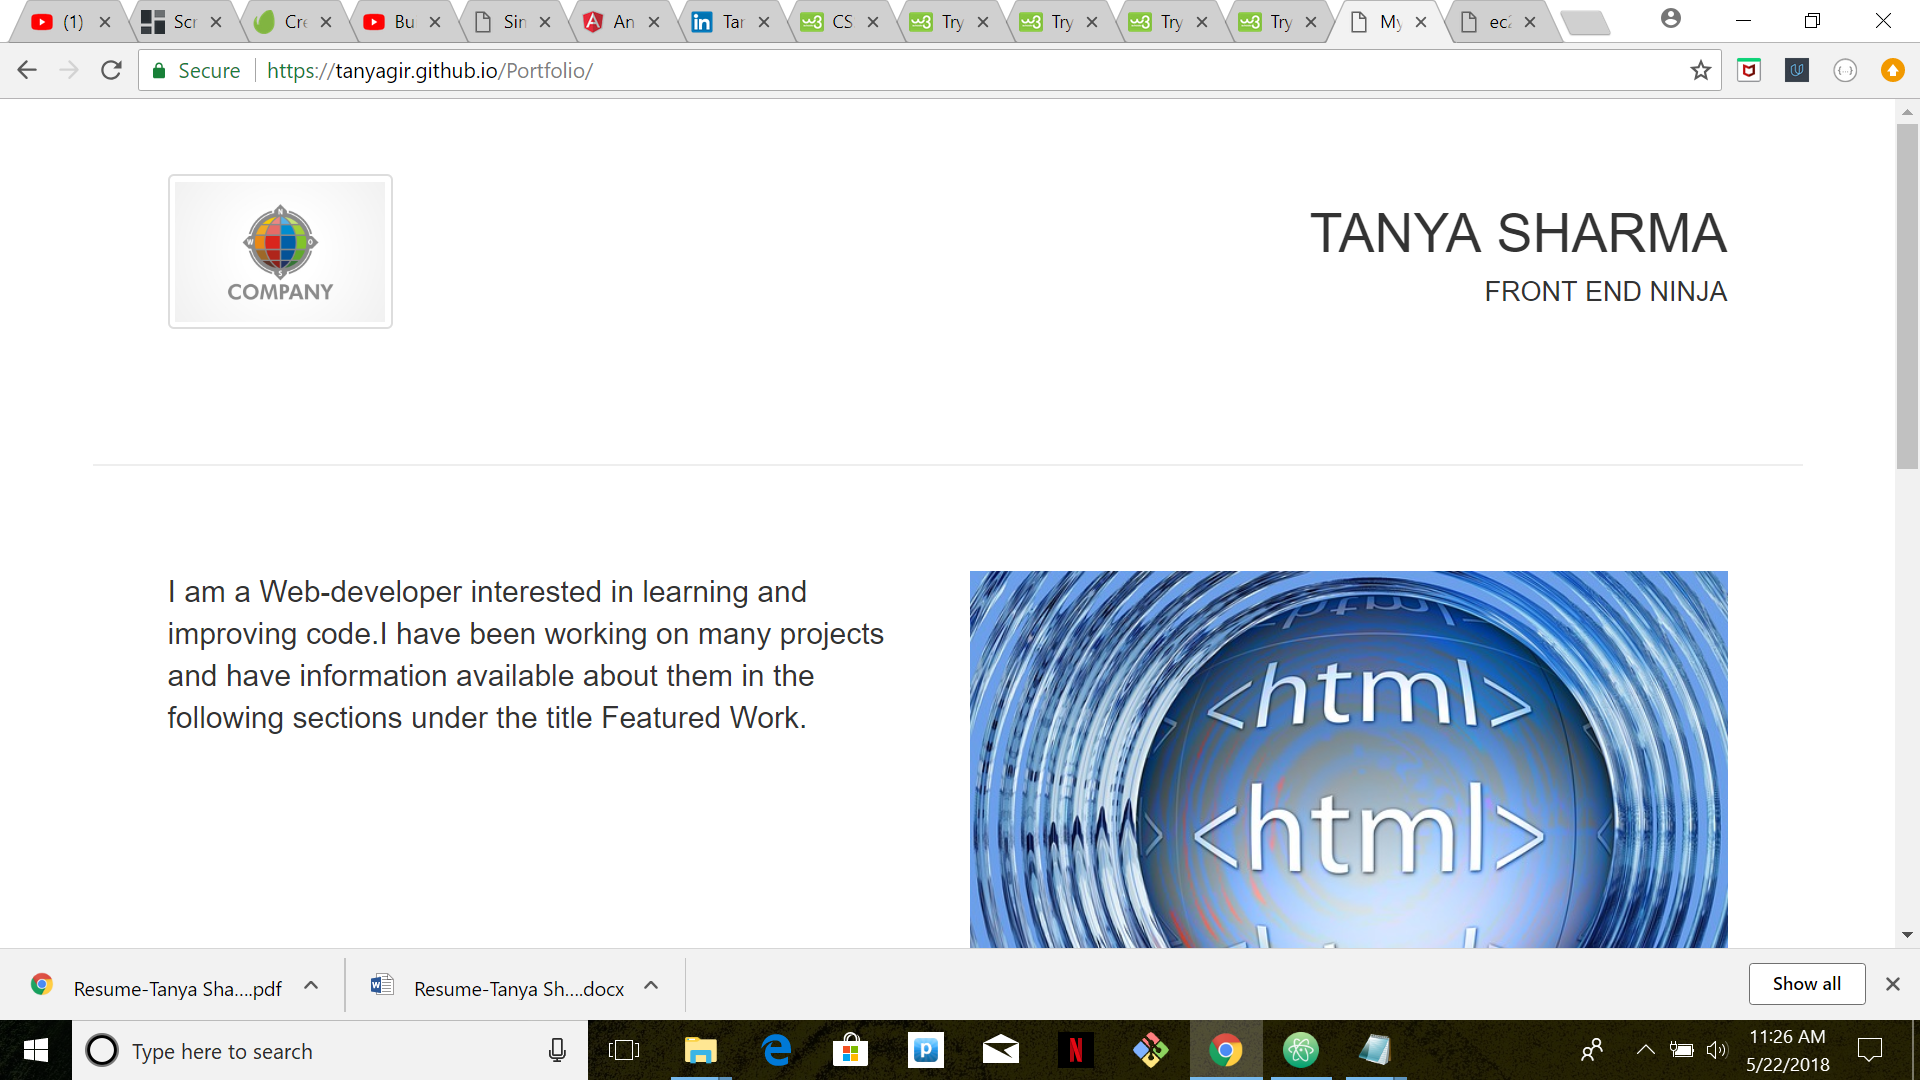 (1)
Scr
Cre
Bu
Sin
An
in
Tar
CS
Try
Try
Try
Try
My
ec2
Secure
https://tanyagir.github.io/Portfolio/
N
W
O
S
COMPANY
TANYA SHARMA
FRONT END NINJA
I am a Web-developer interested in learning and
improving code.I have been working on many projects
and have information available about them in the
following sections under the title Featured Work.
<html>
<html>
Resume-Tanya Sha....pdf
Resume-Tanya Sh....docx
Show all
Type here to search
11:26 AM
5/22/2018